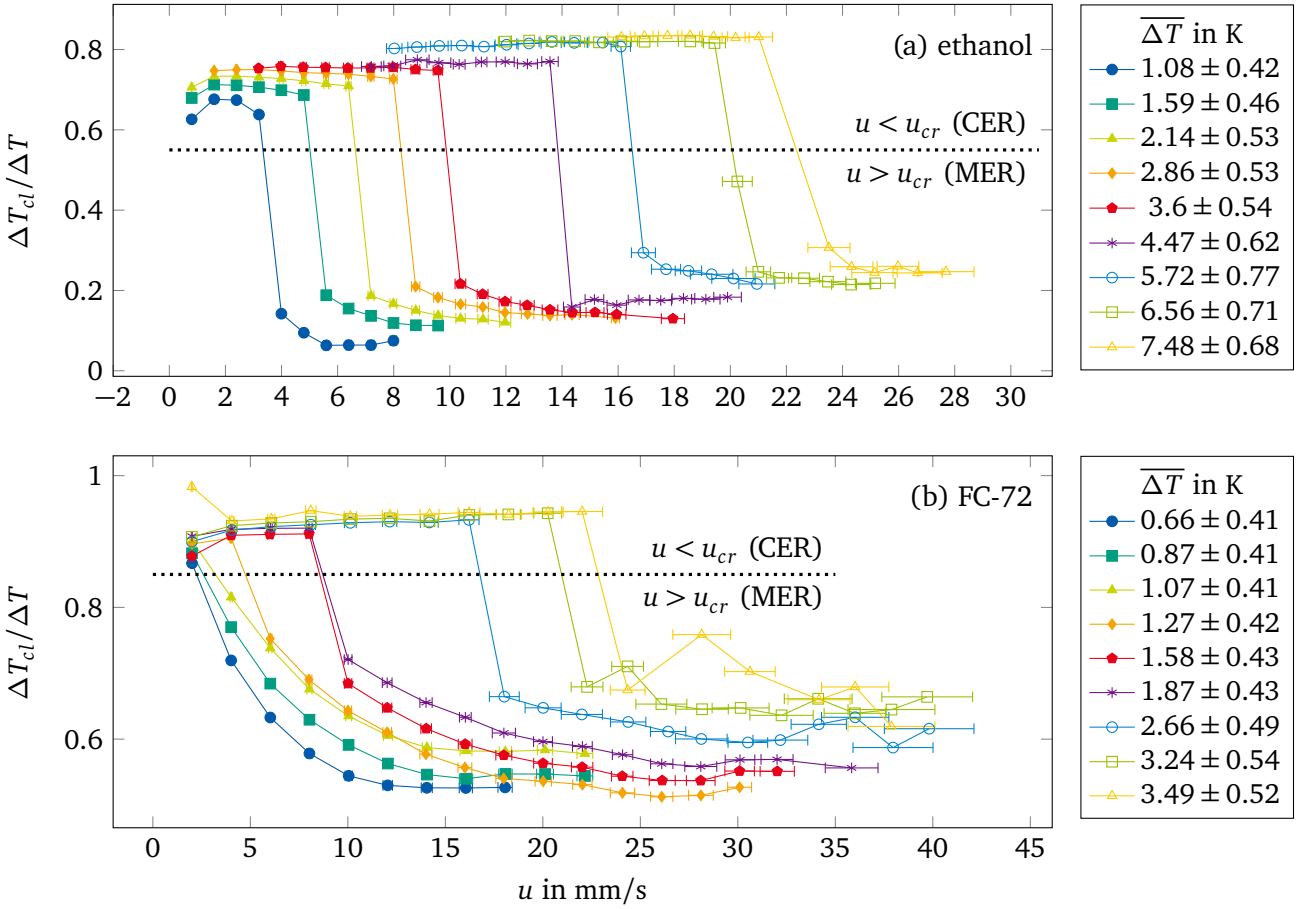 (a) ethanol
u < u_cr (CER)
u > u_cr (MER)
ΔT_cl/ΔT
0
0.2
0.4
0.6
0.8
−2 0 2 4 6 8 10 12 14 16 18 20 22 24 26 28 30
\overline{ΔT} in K
1.08 ± 0.42
1.59 ± 0.46
2.14 ± 0.53
2.86 ± 0.53
3.6 ± 0.54
4.47 ± 0.62
5.72 ± 0.77
6.56 ± 0.71
7.48 ± 0.68
(b) FC-72
u < u_cr (CER)
u > u_cr (MER)
ΔT_cl/ΔT
0.6
0.8
1
0 5 10 15 20 25 30 35 40 45
u in mm/s
\overline{ΔT} in K
0.66 ± 0.41
0.87 ± 0.41
1.07 ± 0.41
1.27 ± 0.42
1.58 ± 0.43
1.87 ± 0.43
2.66 ± 0.49
3.24 ± 0.54
3.49 ± 0.52